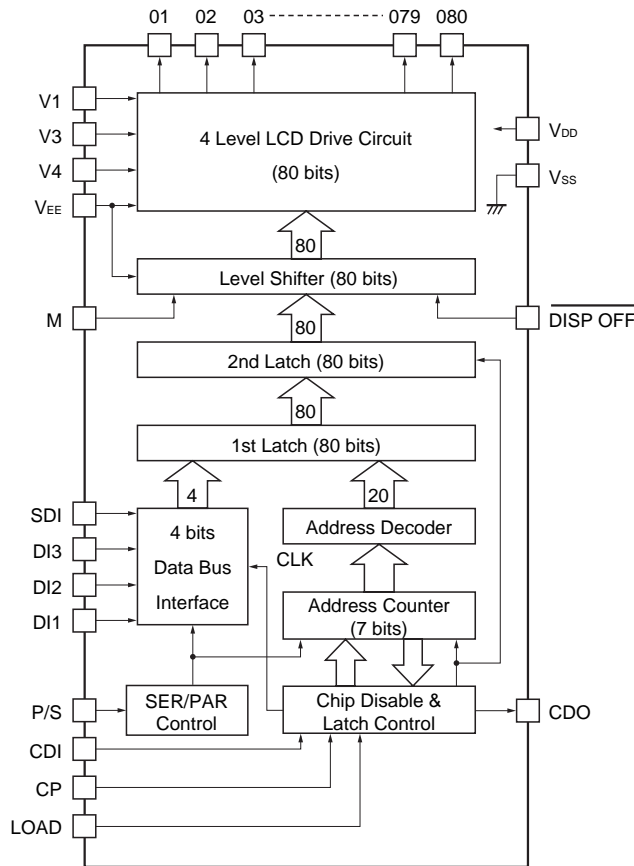 01 02 03 079 080
V1
V3
V4
VEE
4 Level LCD Drive Circuit
(80 bits)
VDD
VSS
80
Level Shifter (80 bits)
M
DISP OFF
80
2nd Latch (80 bits)
80
1st Latch (80 bits)
4
20
SDI
DI3
DI2
DI1
4 bits
Data Bus
Interface
Address Decoder
CLK
Address Counter
(7 bits)
P/S
SER/PAR
Control
Chip Disable &
Latch Control
CDO
CDI
CP
LOAD